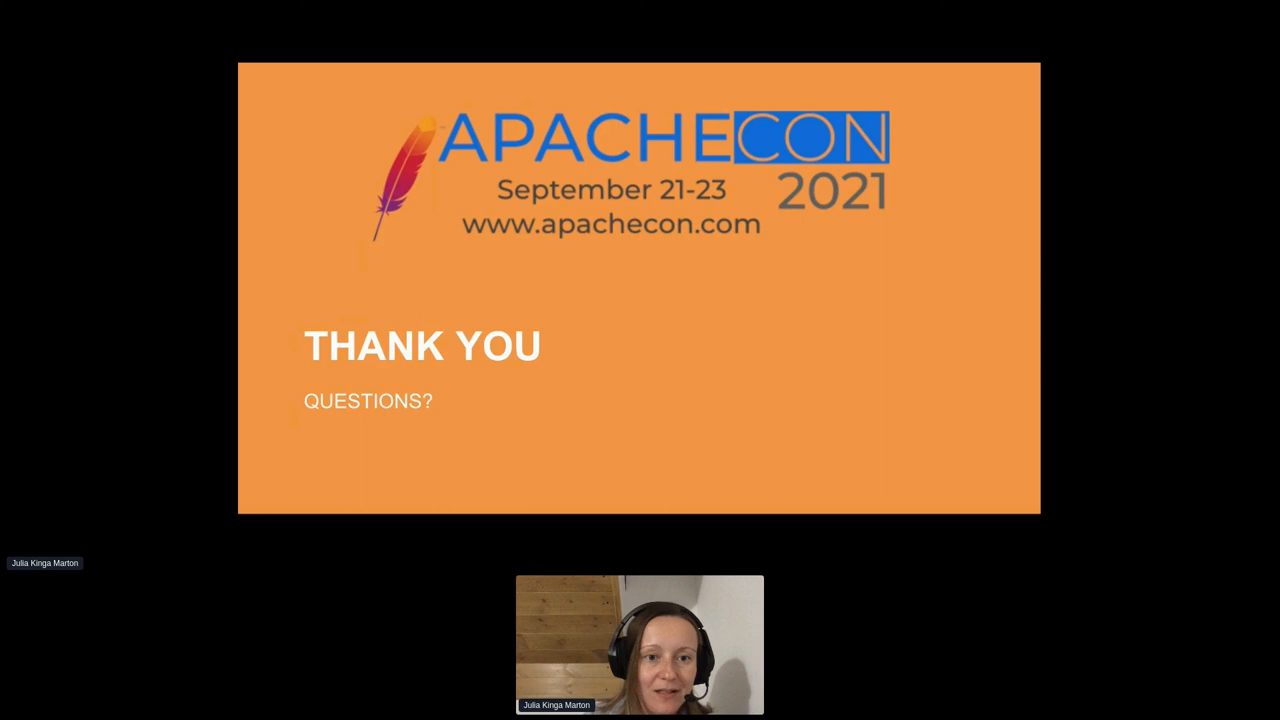 APACHECON
September 21-23
2021
www.apachecon.com
THANK YOU
QUESTIONS?
Julia Kinga Marton
Julia Kinga Marton